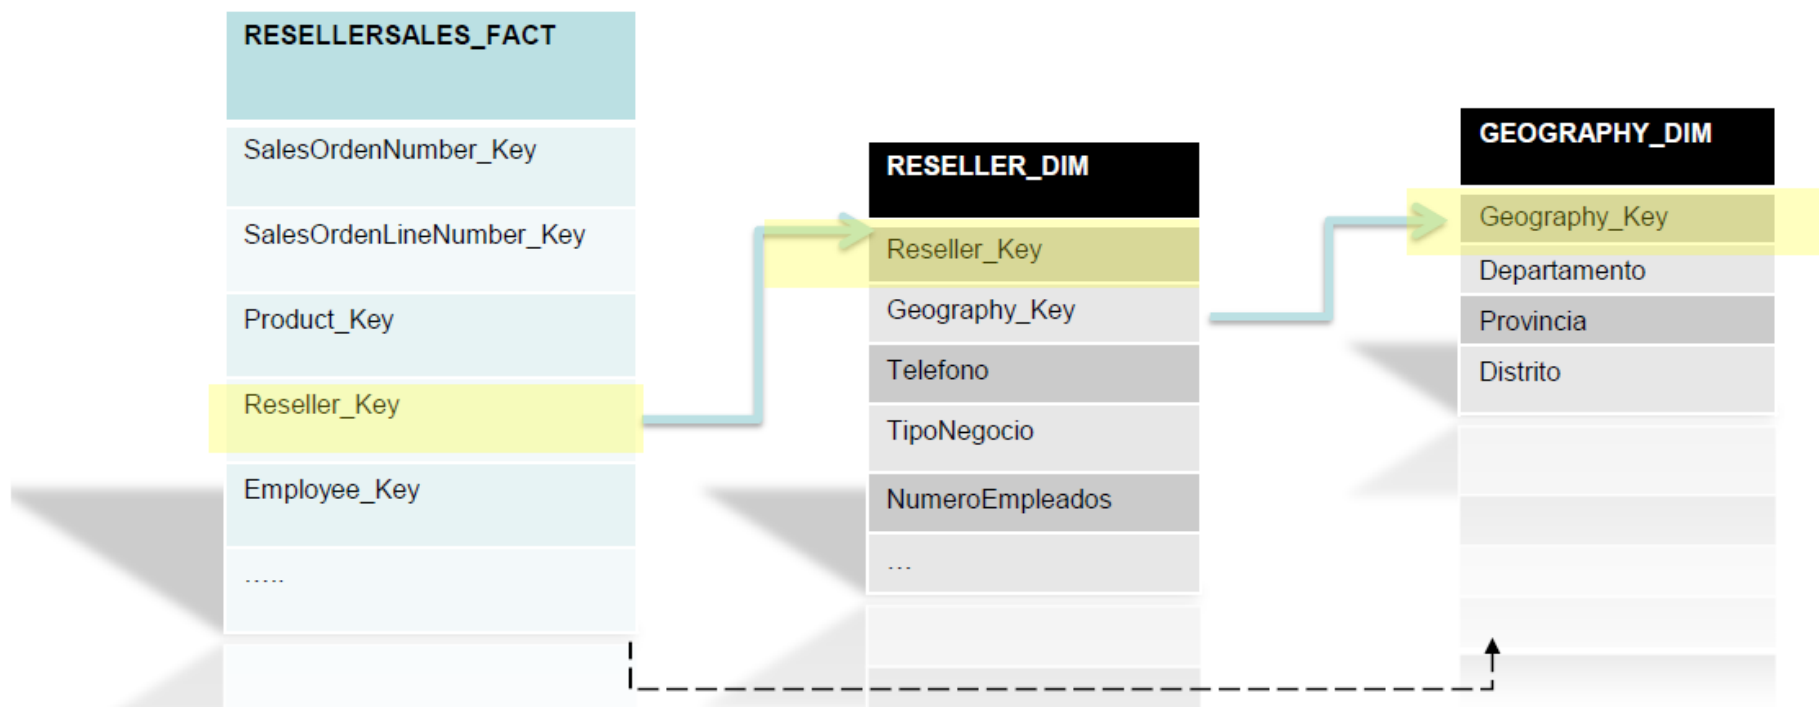 RESELLERSALES_FACT
SalesOrdenNumber_Key
SalesOrdenLineNumber_Key
Product_Key
Reseller_Key
Employee_Key
.....
RESELLER_DIM
Reseller_Key
Geography_Key
Telefono
TipoNegocio
NumeroEmpleados
...
GEOGRAPHY_DIM
Geography_Key
Departamento
Provincia
Distrito